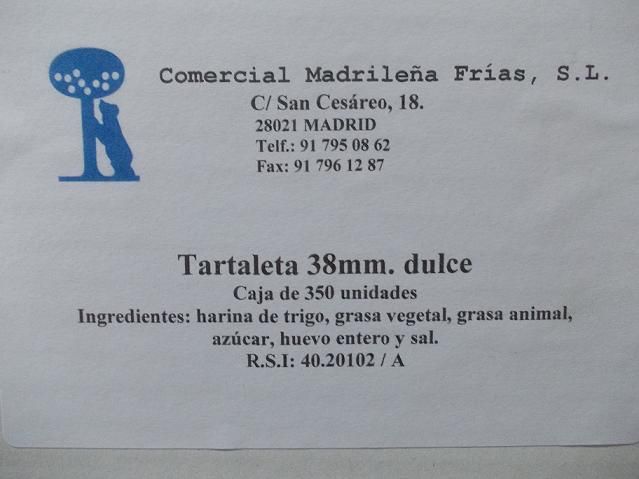 Comercial Madrileña Frías, S.L.
C/ San Cesáreo, 18.
28021 MADRID
Telf.: 91 795 08 62
Fax: 91 796 12 87
Tartaleta 38mm. dulce
Caja de 350 unidades
Ingredientes: harina de trigo, grasa vegetal, grasa animal,
azúcar, huevo entero y sal.
R.S.I: 40.20102 / A